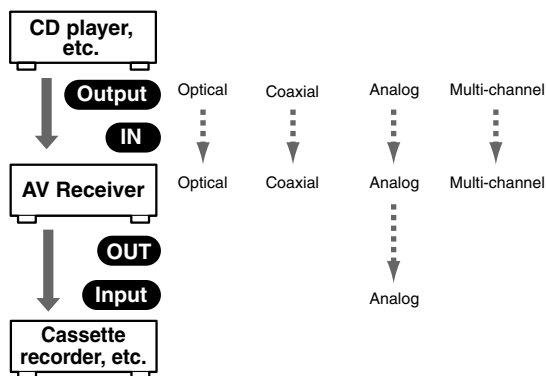 CD player,
etc.
Output
Optical Coaxial Analog Multi-channel
IN
AV Receiver
Optical Coaxial Analog Multi-channel
OUT
Input
Analog
Cassette
recorder, etc.